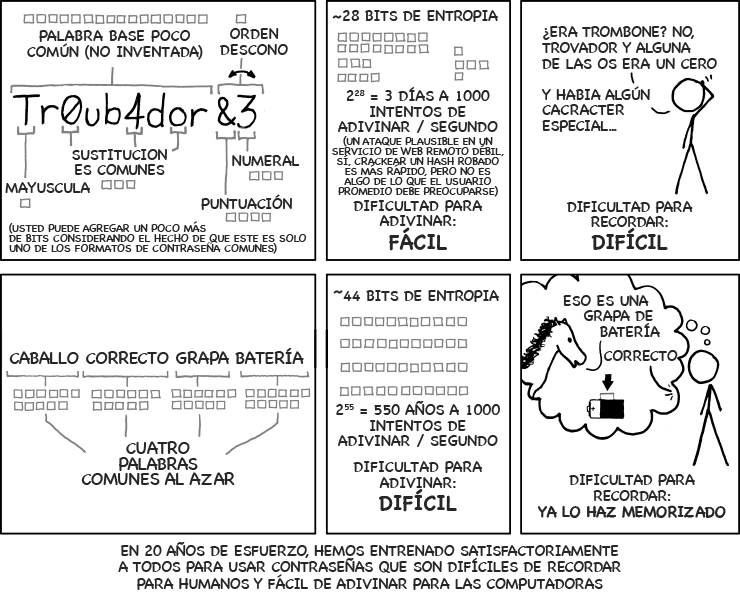 PALABRA BASE POCO
COMÚN (NO INVENTADA)
ORDEN
DESCONO
Tr0ub4dor &3
SUSTITUCION
ES COMUNES
NUMERAL
MAYUSCULA
PUNTUACIÓN
(USTED PUEDE AGREGAR UN POCO MÁS
DE BITS CONSIDERANDO EL HECHO DE QUE ESTE ES SOLO
UNO DE LOS FORMATOS DE CONTRASEÑA COMUNES)
~28 BITS DE ENTROPIA
2²⁸ = 3 DÍAS A 1000
INTENTOS DE
ADIVINAR / SEGUNDO
(UN ATAQUE PLAUSIBLE EN UN
SERVICIO DE WEB REMOTO DÉBIL,
SÍ, CRACKEAR UN HASH ROBADO
ES MAS RÁPIDO, PERO NO ES
ALGO DE LO QUE EL USUARIO
PROMEDIO DEBE PREOCUPARSE)
DIFICULTAD PARA
ADIVINAR:
FÁCIL
¿ERA TROMBONE? NO,
TROVADOR Y ALGUNA
DE LAS OS ERA UN CERO
Y HABIA ALGÚN
CACRACTER
ESPECIAL...
DIFICULTAD PARA
RECORDAR:
DIFÍCIL
CABALLO CORRECTO GRAPA BATERÍA
CUATRO
PALABRAS
COMUNES AL AZAR
~44 BITS DE ENTROPIA
2⁵⁵ = 550 AÑOS A 1000
INTENTOS DE
ADIVINAR / SEGUNDO
DIFICULTAD PARA
ADIVINAR:
DIFÍCIL
ESO ES UNA
GRAPA DE
BATERÍA
CORRECTO
DIFICULTAD PARA
RECORDAR:
YA LO HAZ MEMORIZADO
EN 20 AÑOS DE ESFUERZO, HEMOS ENTRENADO SATISFACTORIAMENTE
A TODOS PARA USAR CONTRASEÑAS QUE SON DIFÍCILES DE RECORDAR
PARA HUMANOS Y FÁCIL DE ADIVINAR PARA LAS COMPUTADORAS